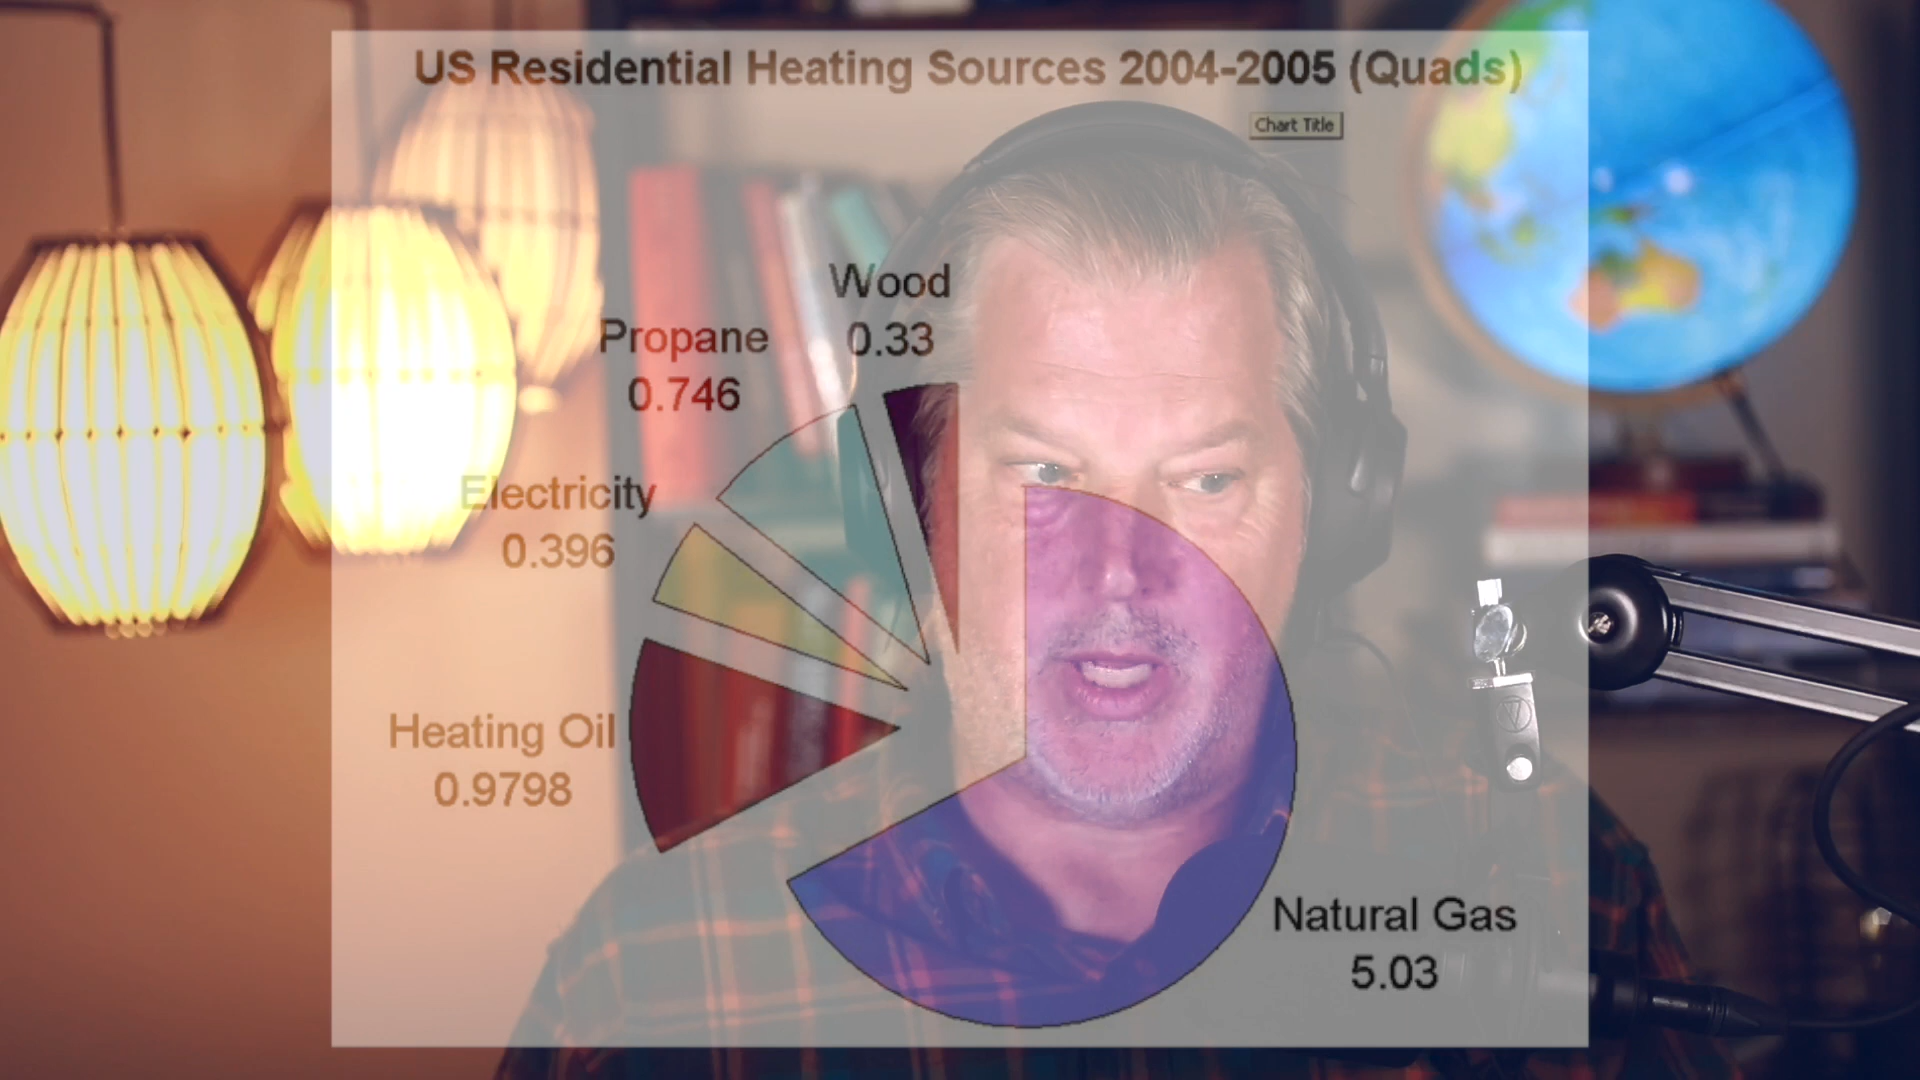 US Residential Heating Sources 2004-2005 (Quads)
Chart Title
Wood
0.33
Propane
0.746
Electricity
0.396
Heating Oil
0.9798
Natural Gas
5.03